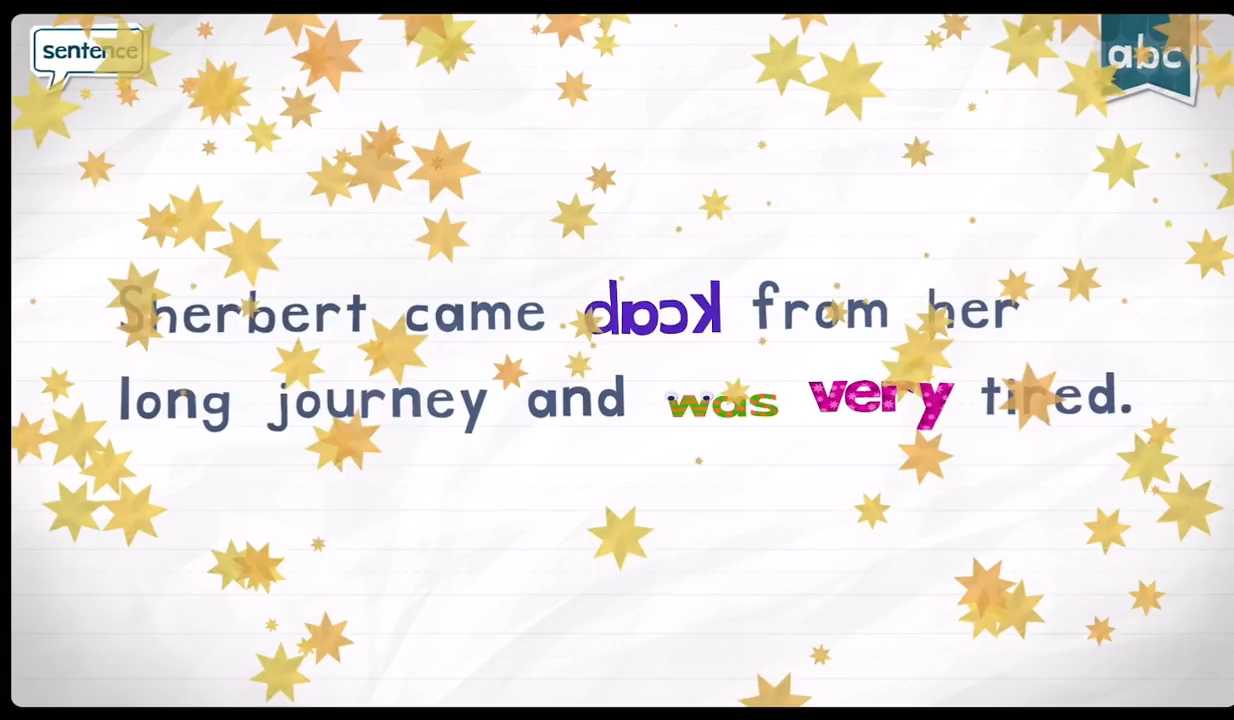 sentence
abc
Sherbert came back from her
long journey and was very tired.